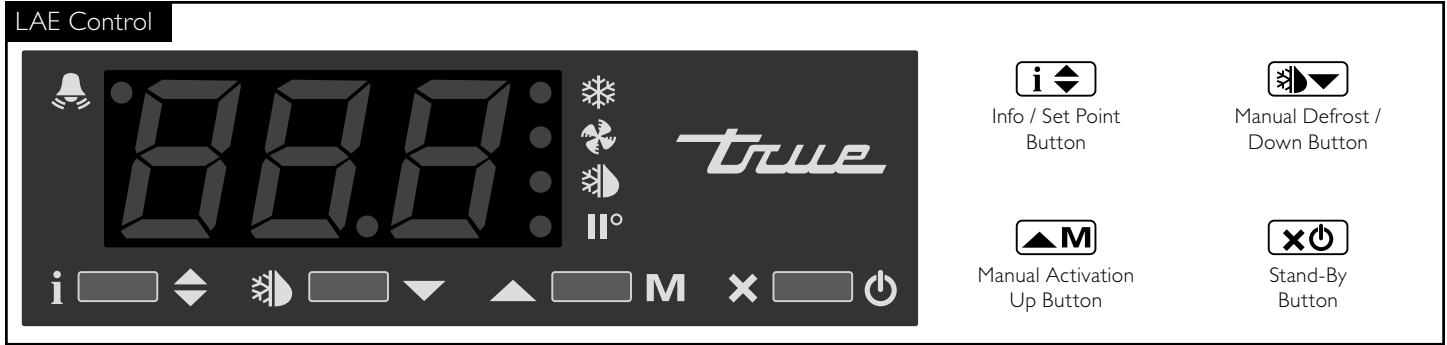 LAE Control
true
i
M
i
Info / Set Point
Button
Manual Defrost /
Down Button
M
Manual Activation
Up Button
Stand-By
Button